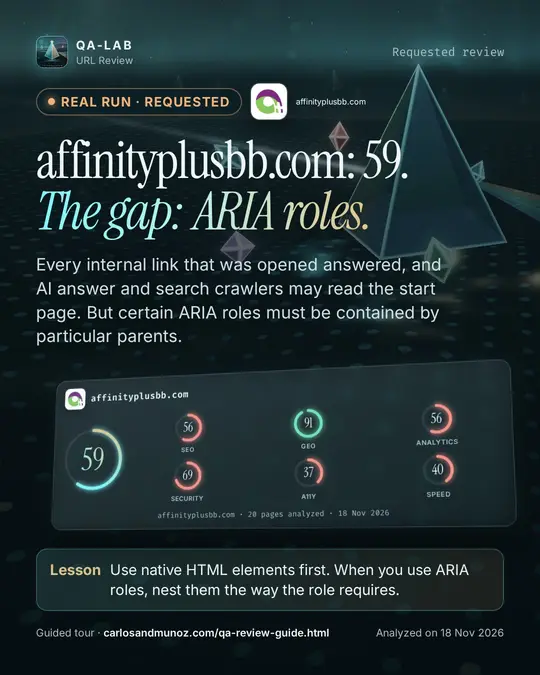 QA-LAB
URL Review
Requested review
REAL RUN · REQUESTED
affinityplusbb.com
affinityplusbb.com: 59.
The gap: ARIA roles.
Every internal link that was opened answered, and
AI answer and search crawlers may read the start
page. But certain ARIA roles must be contained by
particular parents.
affinityplusbb.com
59
56
SEO
91
GEO
56
ANALYTICS
69
SECURITY
37
A11Y
40
SPEED
affinityplusbb.com · 20 pages analyzed · 18 Nov 2026
Lesson
Use native HTML elements first. When you use ARIA
roles, nest them the way the role requires.
Guided tour · carlosandmunoz.com/qa-review-guide.html
Analyzed on 18 Nov 2026